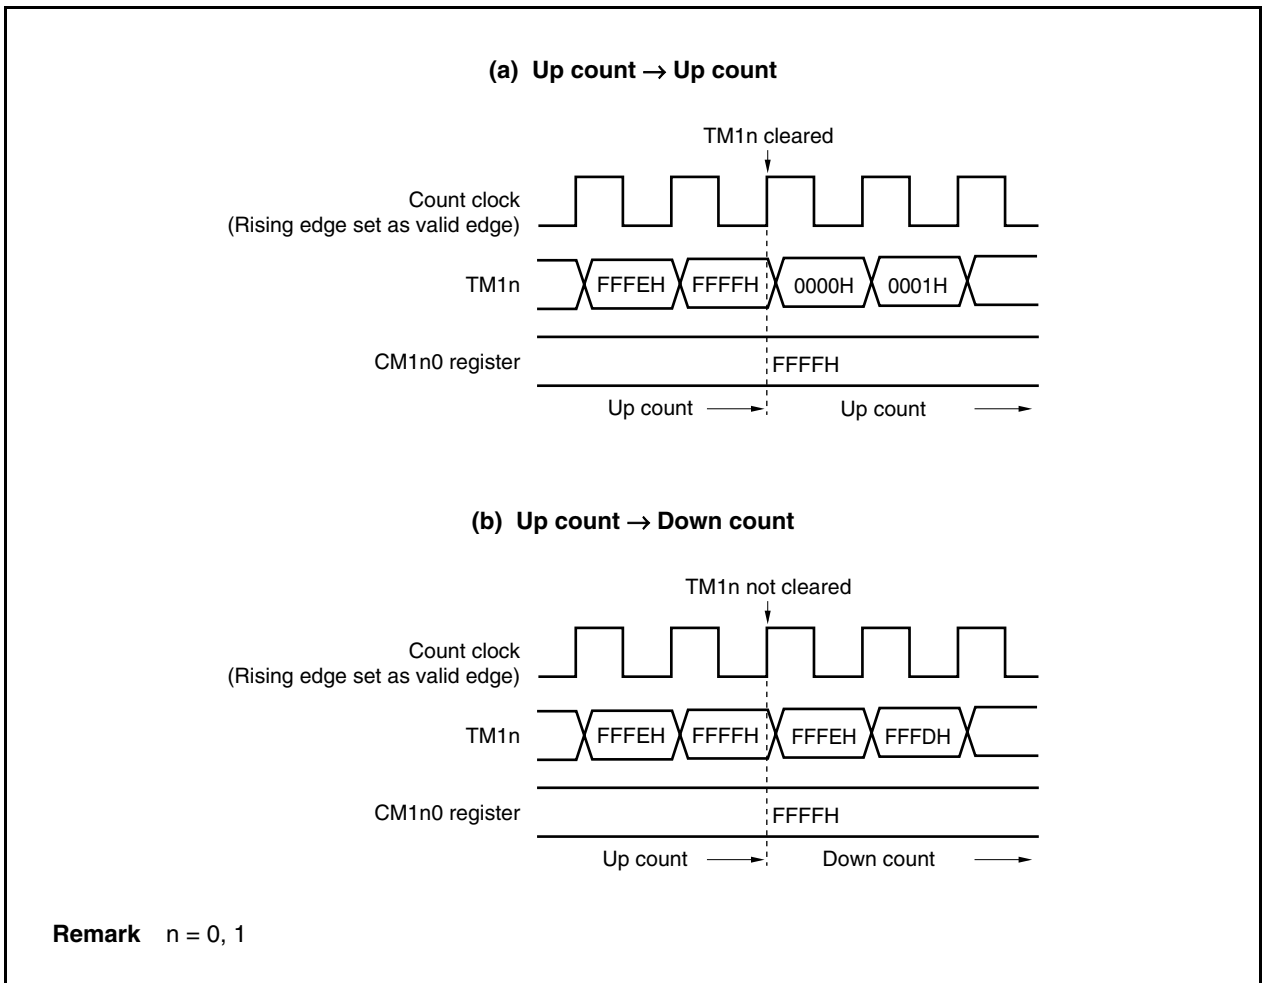 (a) Up count → Up count
TM1n cleared
Count clock
(Rising edge set as valid edge)
TM1n
FFFEH FFFFH 0000H 0001H
CM1n0 register
FFFFH
Up count Up count
(b) Up count → Down count
TM1n not cleared
Count clock
(Rising edge set as valid edge)
TM1n
FFFEH FFFFH FFFEH FFFDH
CM1n0 register
FFFFH
Up count Down count
Remark n = 0, 1